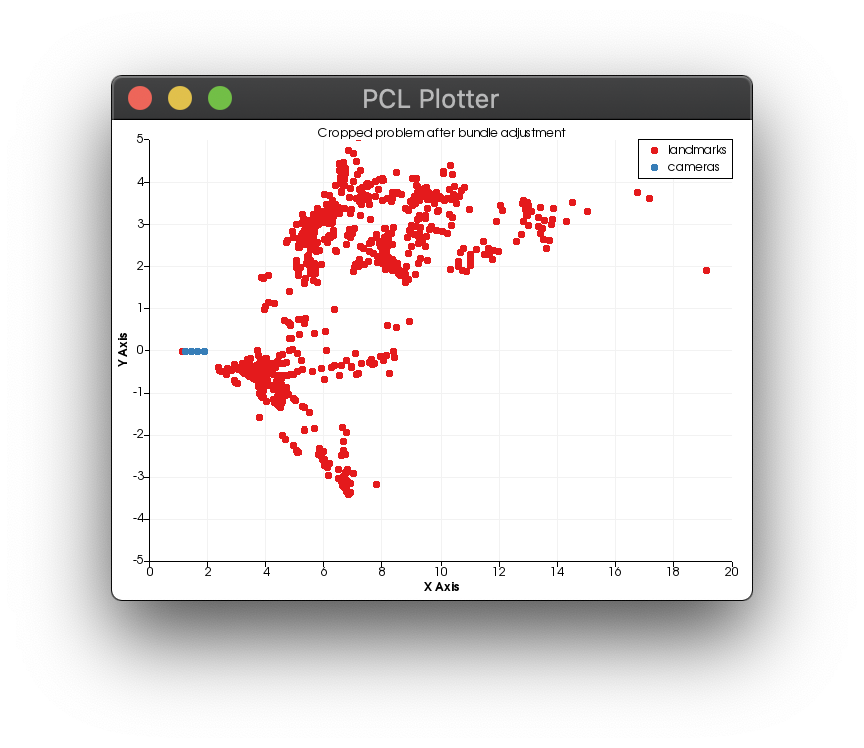 PCL Plotter
Cropped problem after bundle adjustment
landmarks
cameras
5
4
3
2
1
0
-1
-2
-3
-4
-5
Y Axis
0 2 4 6 8 10 12 14 16 18 20
X Axis